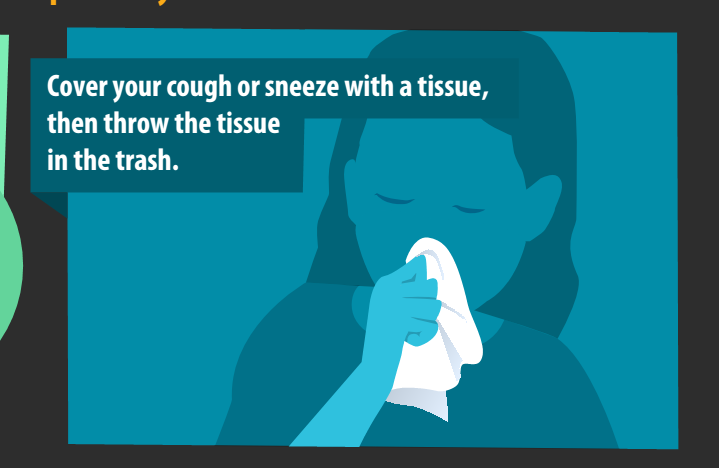 Cover your cough or sneeze with a tissue,
then throw the tissue
in the trash.